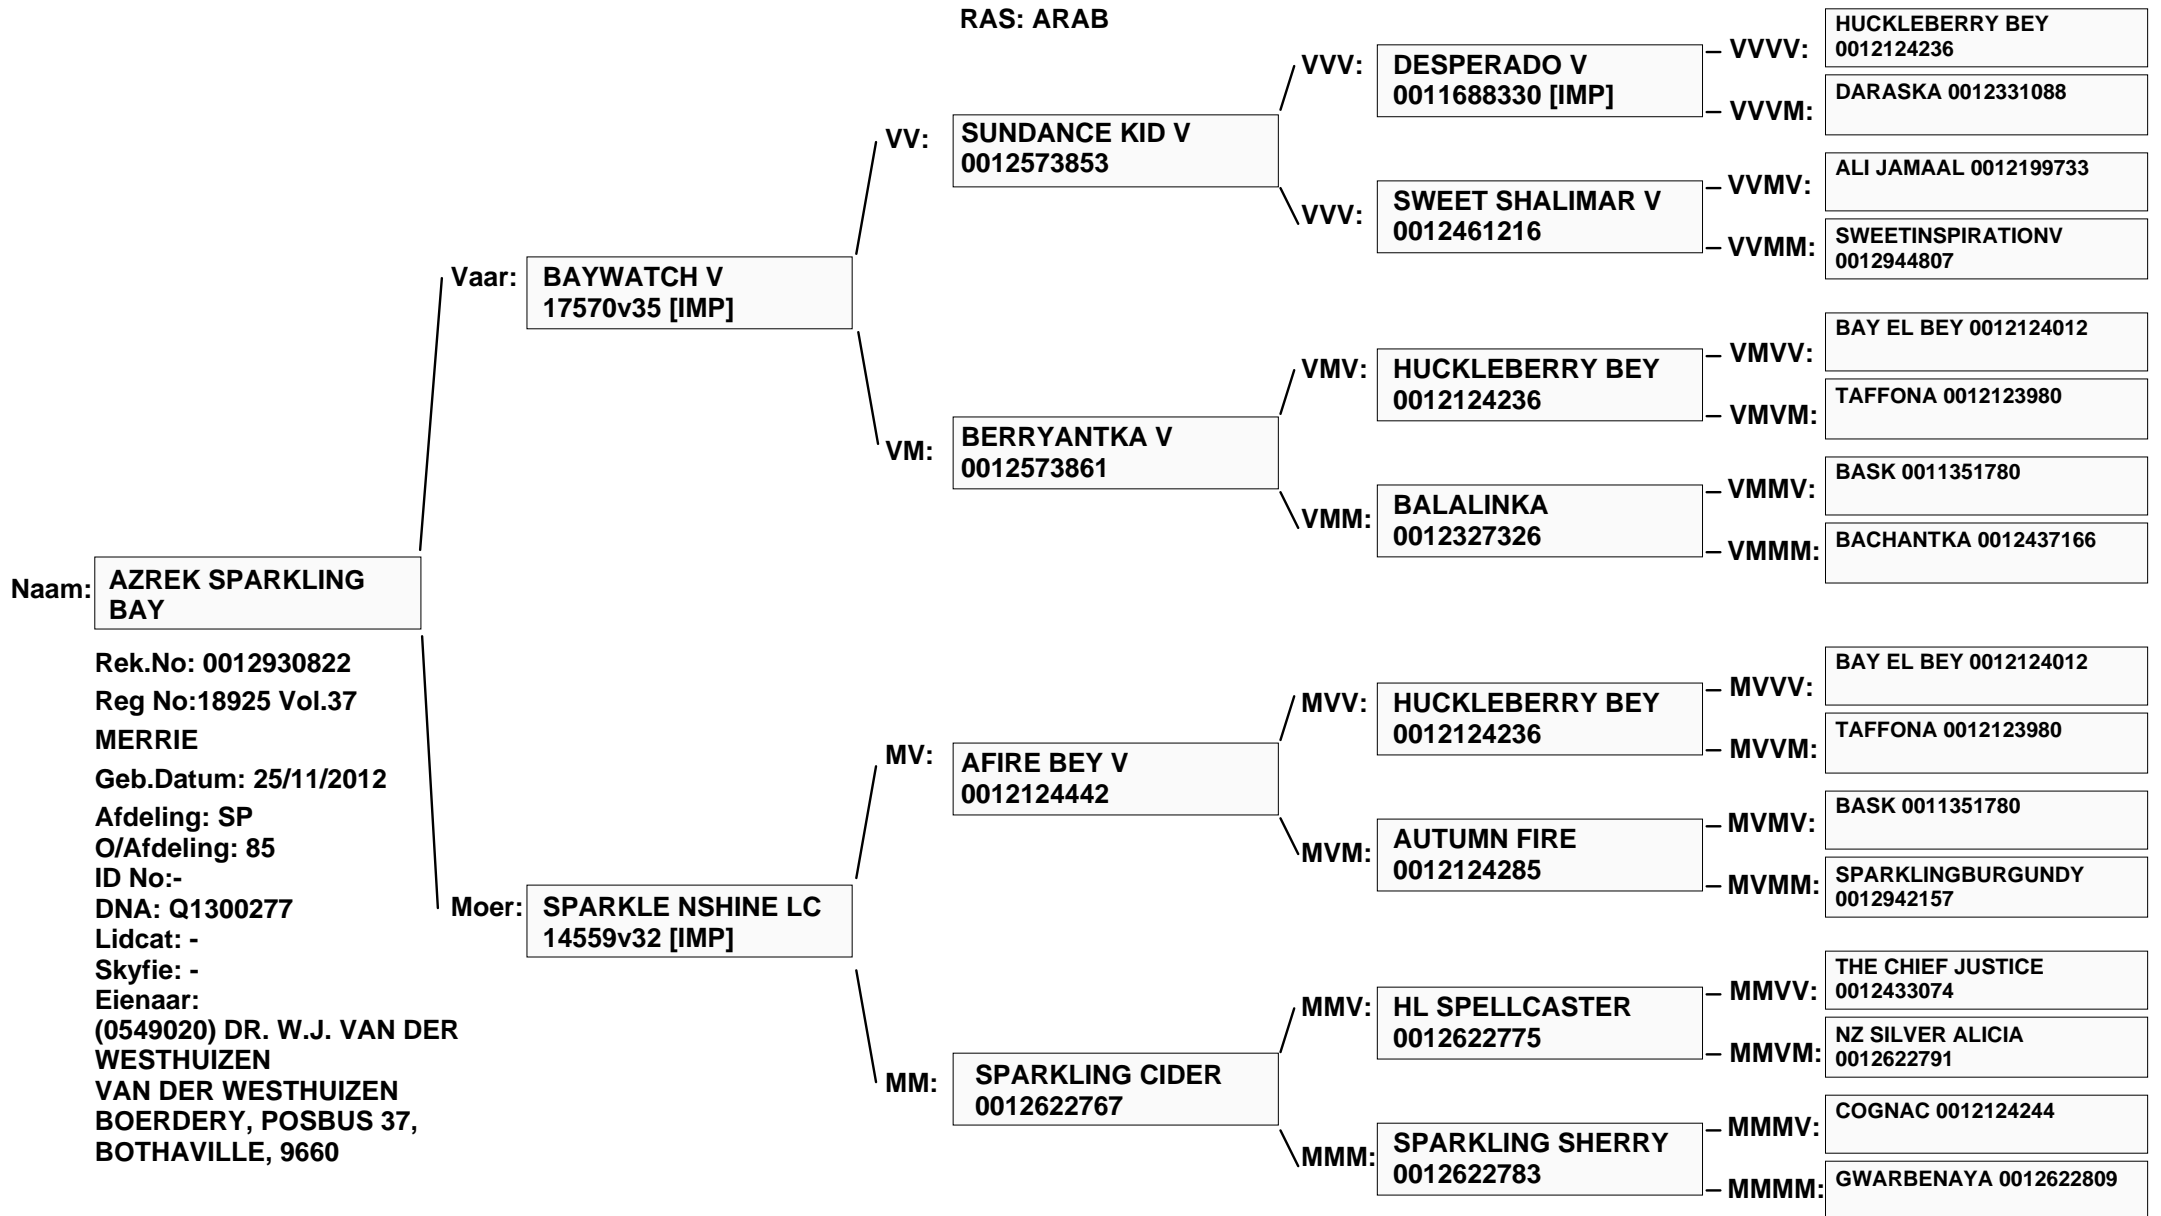 RAS: ARAB
Naam:
AZREK SPARKLING
BAY
Rek.No: 0012930822
Reg No:18925 Vol.37
MERRIE
Geb.Datum: 25/11/2012
Afdeling: SP
O/Afdeling: 85
ID No:-
DNA: Q1300277
Lidcat: -
Skyfie: -
Eienaar:
(0549020) DR. W.J. VAN DER
WESTHUIZEN
VAN DER WESTHUIZEN
BOERDERY, POSBUS 37,
BOTHAVILLE, 9660
Vaar:
BAYWATCH V
17570v35 [IMP]
Moer:
SPARKLE NSHINE LC
14559v32 [IMP]
VV:
SUNDANCE KID V
0012573853
VM:
BERRYANTKA V
0012573861
MV:
AFIRE BEY V
0012124442
MM:
SPARKLING CIDER
0012622767
VVV:
DESPERADO V
0011688330 [IMP]
VVV:
SWEET SHALIMAR V
0012461216
VMV:
HUCKLEBERRY BEY
0012124236
VMM:
BALALINKA
0012327326
MVV:
HUCKLEBERRY BEY
0012124236
MVM:
AUTUMN FIRE
0012124285
MMV:
HL SPELLCASTER
0012622775
MMM:
SPARKLING SHERRY
0012622783
VVVV:
HUCKLEBERRY BEY
0012124236
VVVM:
DARASKA 0012331088
VVMV:
ALI JAMAAL 0012199733
VVMM:
SWEETINSPIRATIONV
0012944807
VMVV:
BAY EL BEY 0012124012
VMVM:
TAFFONA 0012123980
VMMV:
BASK 0011351780
VMMM:
BACHANTKA 0012437166
MVVV:
BAY EL BEY 0012124012
MVVM:
TAFFONA 0012123980
MVMV:
BASK 0011351780
MVMM:
SPARKLINGBURGUNDY
0012942157
MMVV:
THE CHIEF JUSTICE
0012433074
MMVM:
NZ SILVER ALICIA
0012622791
MMMV:
COGNAC 0012124244
MMMM:
GWARBENAYA 0012622809